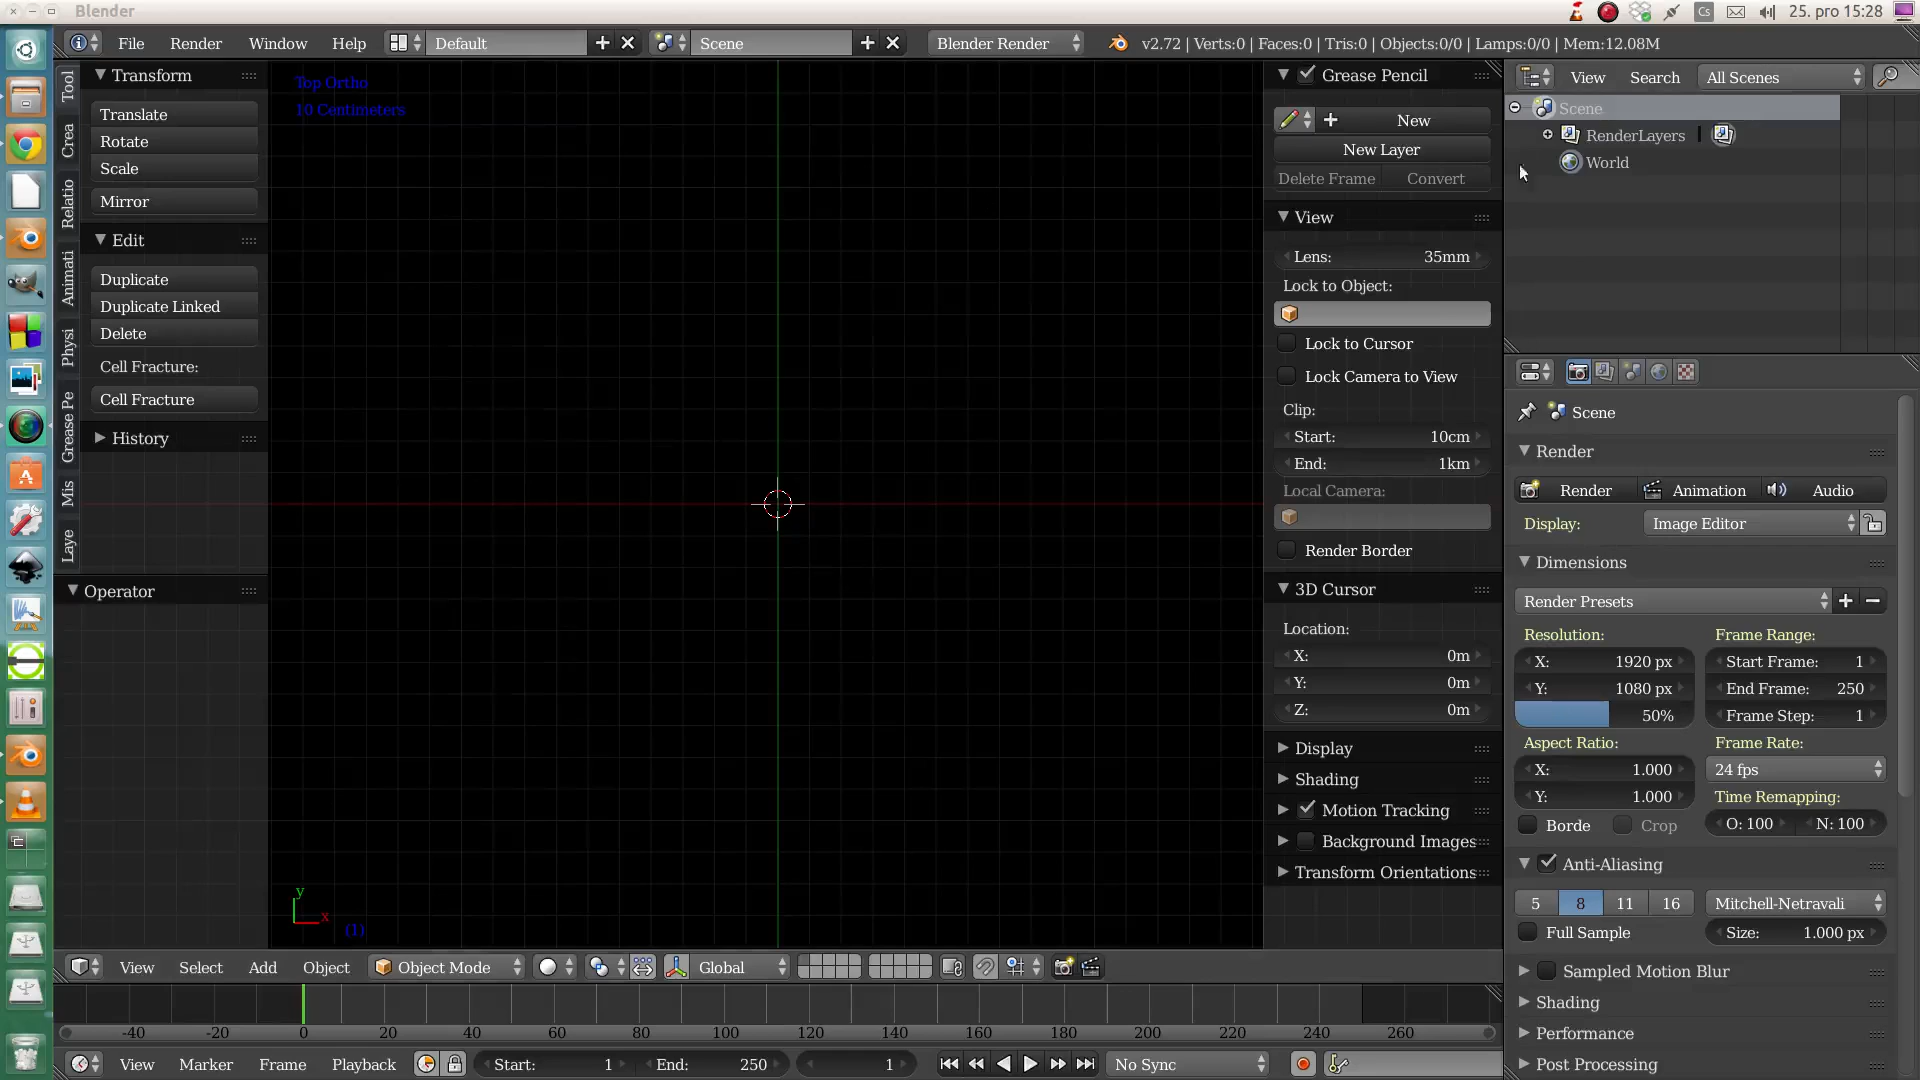 Blender
Cs
25. pro 15:28
File
Render
Window
Help
Default
Scene
Blender Render
v2.72 | Verts:0 | Faces:0 | Tris:0 | Objects:0/0 | Lamps:0/0 | Mem:12.08M
Tool
Crea
Relatio
Animati
Physi
Grease Pe
Mis
Laye
Transform
Translate
Rotate
Scale
Mirror
Edit
Duplicate
Duplicate Linked
Delete
Cell Fracture:
Cell Fracture
History
Operator
Top Ortho
10 Centimeters
y
x
(1)
Grease Pencil
New
New Layer
Delete Frame
Convert
View
Lens: 35mm
Lock to Object:
Lock to Cursor
Lock Camera to View
Clip:
Start: 10cm
End: 1km
Local Camera:
Render Border
3D Cursor
Location:
X: 0m
Y: 0m
Z: 0m
Display
Shading
Motion Tracking
Background Images
Transform Orientations
View
Search
All Scenes
Scene
RenderLayers
World
Scene
Render
Render
Animation
Audio
Display:
Image Editor
Dimensions
Render Presets
Resolution:
X: 1920 px
Y: 1080 px
50%
Aspect Ratio:
X: 1.000
Y: 1.000
Borde
Crop
Frame Range:
Start Frame: 1
End Frame: 250
Frame Step: 1
Frame Rate:
24 fps
Time Remapping:
O: 100
N: 100
Anti-Aliasing
5
8
11
16
Mitchell-Netravali
Full Sample
Size: 1.000 px
Sampled Motion Blur
Shading
Performance
Post Processing
View
Select
Add
Object
Object Mode
Global
-40 -20 0 20 40 60 80 100 120 140 160 180 200 220 240 260
View
Marker
Frame
Playback
Start: 1
End: 250
1
No Sync